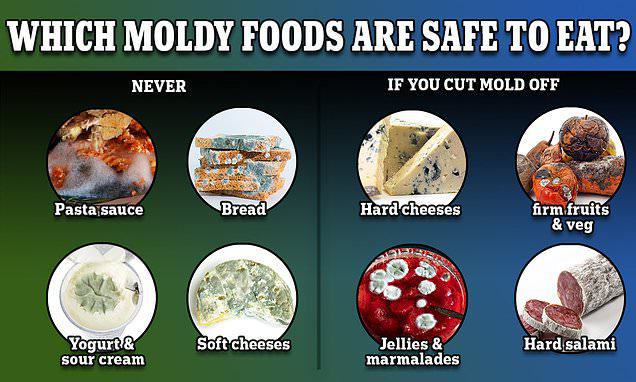 WHICH MOLDY FOODS ARE SAFE TO EAT?
NEVER
IF YOU CUT MOLD OFF
Pasta sauce
Bread
Hard cheeses
firm fruits
& veg
Yogurt &
sour cream
Soft cheeses
Jellies &
marmalades
Hard salami